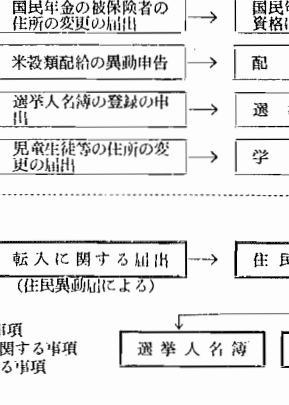 国民年金の被保険者の → 国民年
住所の変更の届出 資格
米穀類配給の異動申告 → 配
選挙人名簿の登録の申 → 選
出
児童生徒等の住所の変 → 学
更の届出
転入に関する届出 → 住民
(住民異動届による)
事項
関する事項
る事項
選挙人名簿